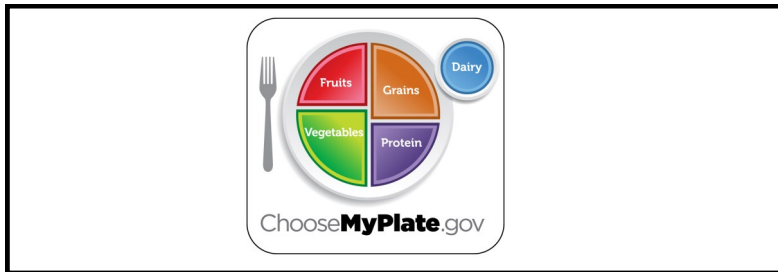 Fruits
Grains
Dairy
Vegetables
Protein
ChooseMyPlate.gov